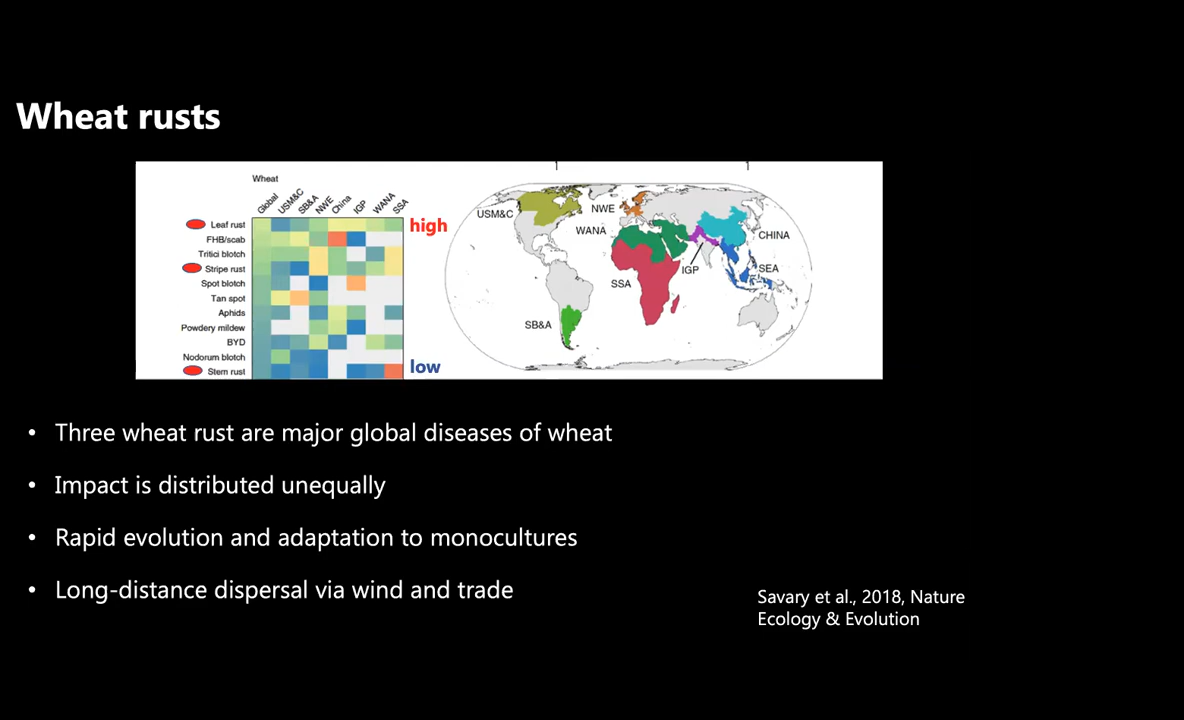 Wheat rusts
Wheat
Global
USM&C
SB&A
NWE
China
IGP
WANA
SSA
Leaf rust
FHB/scab
Tritici blotch
Stripe rust
Spot blotch
Tan spot
Aphids
Powdery mildew
BYD
Nodorum blotch
Stem rust
high
low
USM&C
NWE
WANA
CHINA
IGP
SEA
SSA
SB&A
• Three wheat rust are major global diseases of wheat
• Impact is distributed unequally
• Rapid evolution and adaptation to monocultures
• Long-distance dispersal via wind and trade
Savary et al., 2018, Nature
Ecology & Evolution